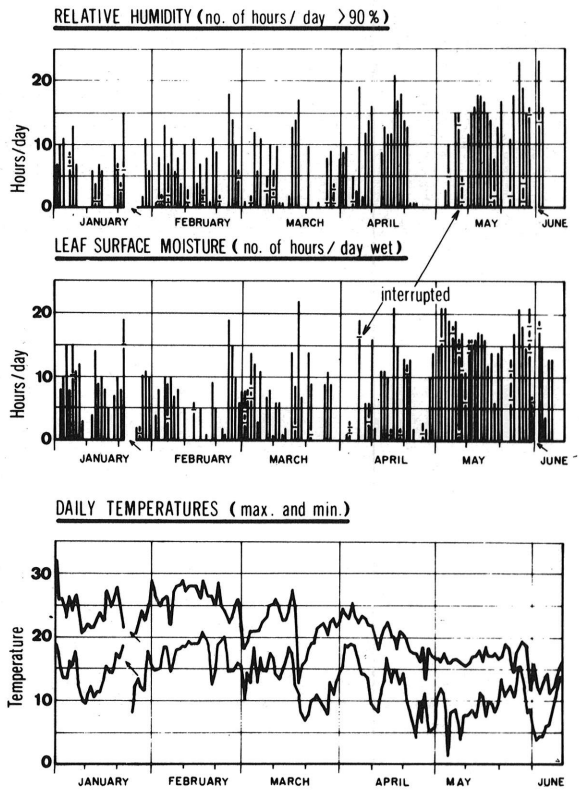 RELATIVE HUMIDITY (no. of hours / day >90%)
20
10
0
Hours/day
JANUARY FEBRUARY MARCH APRIL MAY JUNE
LEAF SURFACE MOISTURE (no. of hours / day wet)
interrupted
20
10
0
Hours/day
JANUARY FEBRUARY MARCH APRIL MAY JUNE
DAILY TEMPERATURES (max. and min.)
30
20
10
0
Temperature
JANUARY FEBRUARY MARCH APRIL MAY JUNE